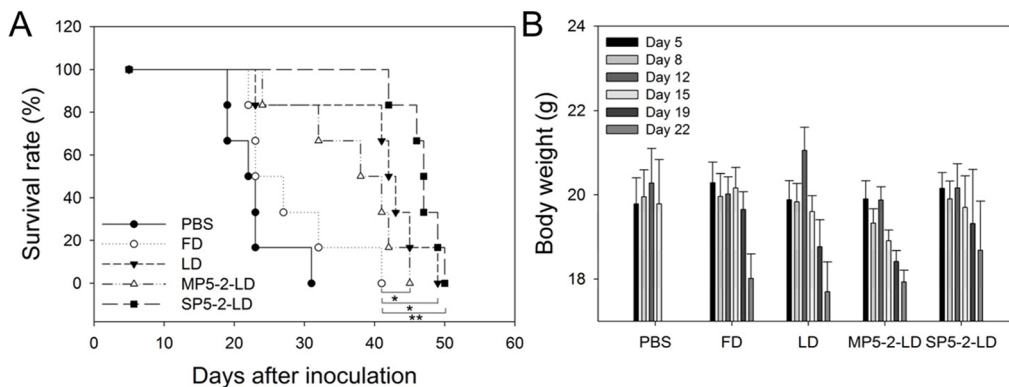 A
120
100
80
60
40
20
0
Survival rate (%)
PBS
FD
LD
MP5-2-LD
SP5-2-LD
*
*
**
0 10 20 30 40 50 60
Days after inoculation
B
24
22
20
18
Body weight (g)
Day 5
Day 8
Day 12
Day 15
Day 19
Day 22
PBS FD LD MP5-2-LD SP5-2-LD